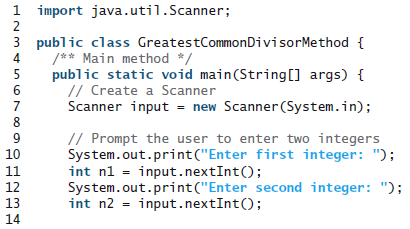 1 import java.util.Scanner;
2
3 public class GreatestCommonDivisorMethod {
4 /** Main method */
5 public static void main(String[] args) {
6 // Create a Scanner
7 Scanner input = new Scanner(System.in);
8
9 // Prompt the user to enter two integers
10 System.out.print("Enter first integer: ");
11 int n1 = input.nextInt();
12 System.out.print("Enter second integer: ");
13 int n2 = input.nextInt();
14